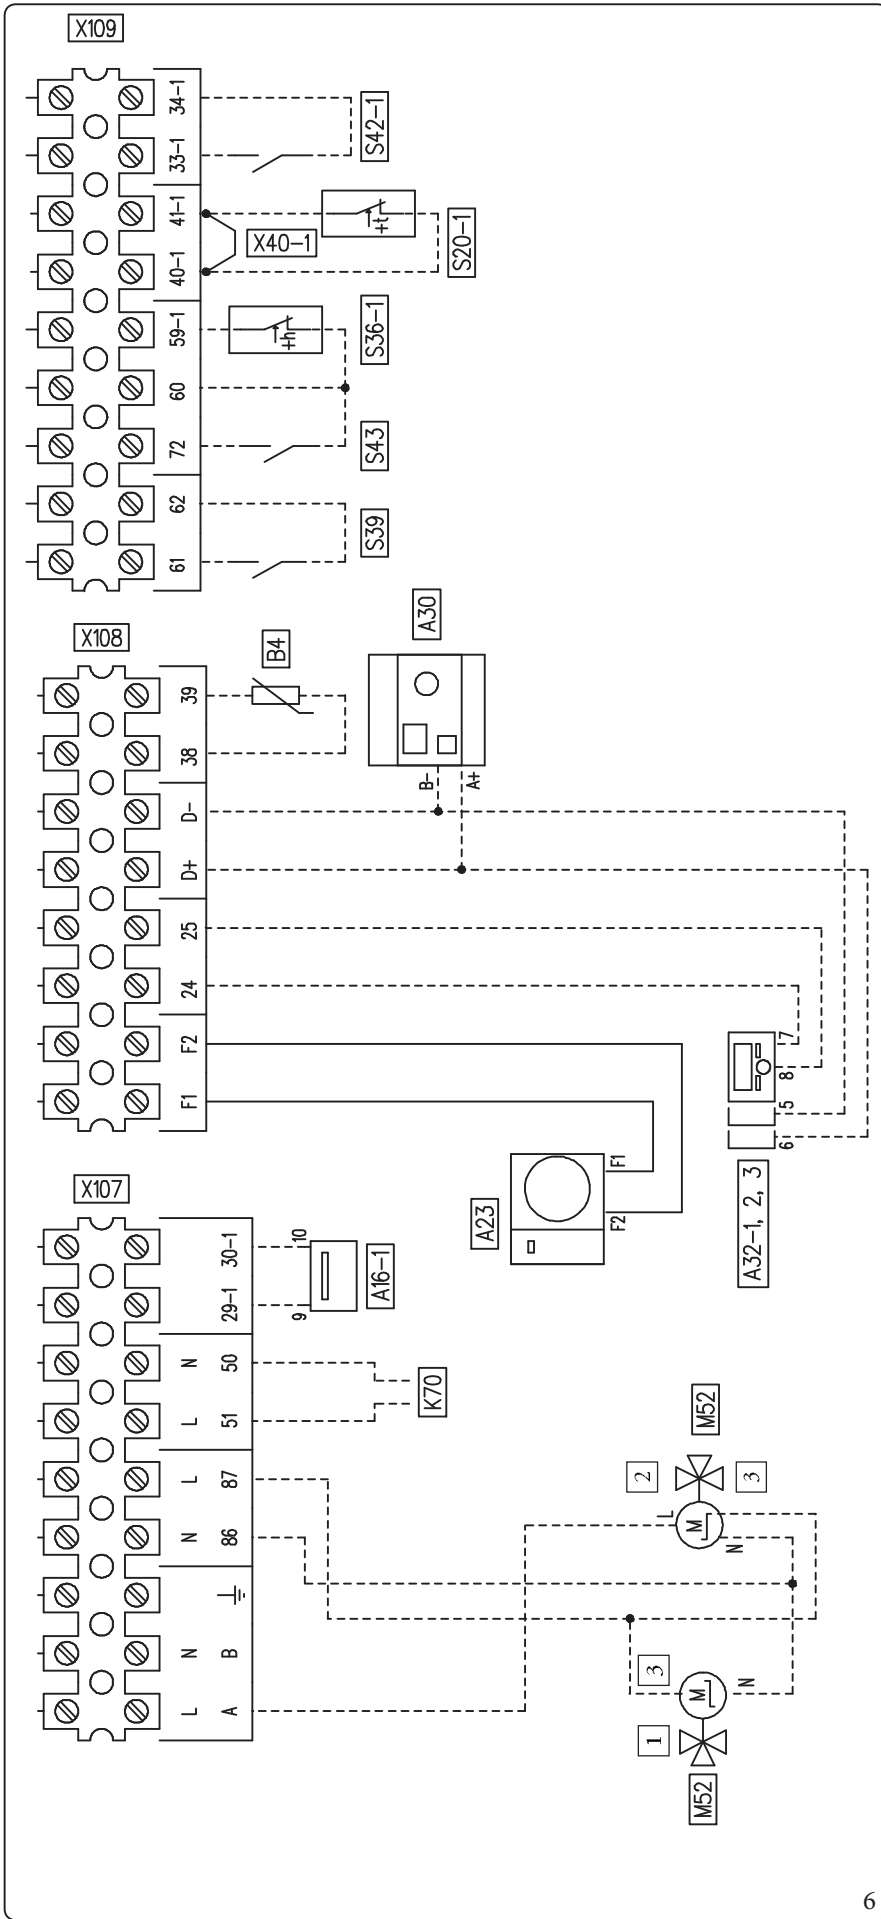 X109
34-1
33-1
41-1
40-1
59-1
60
72
62
61
S42-1
+t
X40-1
S20-1
+h
S36-1
S43
S39
X108
39
38
D-
D+
25
24
F2
F1
B4
A30
B-
A+
7
8
5
6
A32-1, 2, 3
A23
F1
F2
X107
30-1
29-1
N 50
L 51
L 87
N 86
N B
L A
10
9
A16-1
K70
M52
2
3
L
M
N
3
M
N
1
M52
6